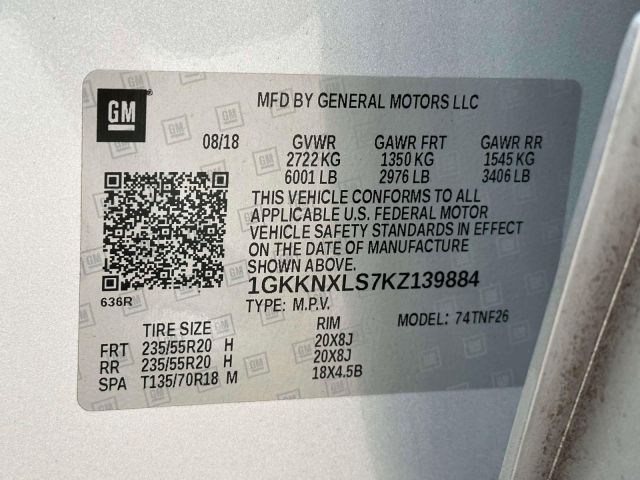 GM
MFD BY GENERAL MOTORS LLC
08/18 GVWR GAWR FRT GAWR RR
2722 KG 1350 KG 1545 KG
6001 LB 2976 LB 3406 LB
THIS VEHICLE CONFORMS TO ALL
APPLICABLE U.S. FEDERAL MOTOR
VEHICLE SAFETY STANDARDS IN EFFECT
ON THE DATE OF MANUFACTURE
SHOWN ABOVE.
1GKKNXLS7KZ139884
636R
TYPE: M.P.V. MODEL: 74TNF26
TIRE SIZE RIM
FRT 235/55R20 H 20X8J
RR 235/55R20 H 20X8J
SPA T135/70R18 M 18X4.5B